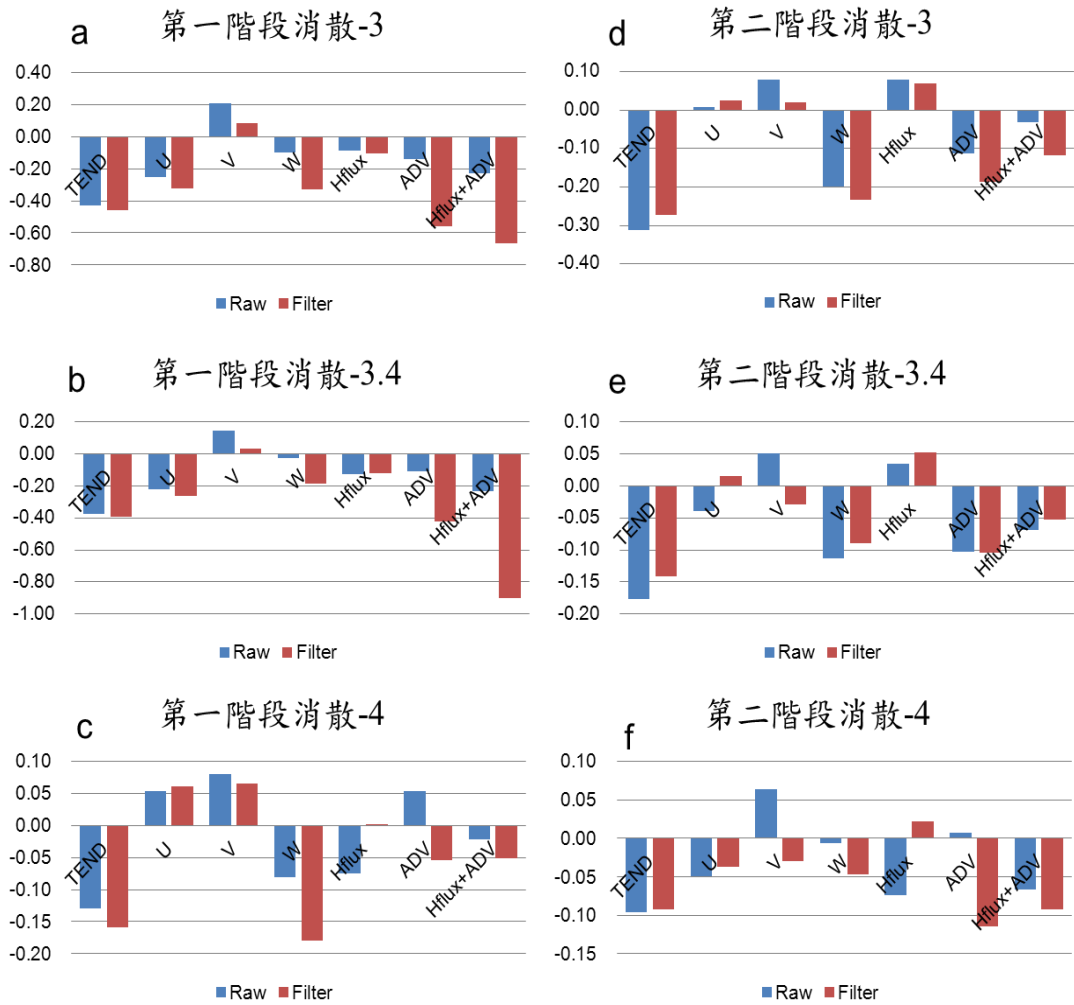 a
第一階段消散-3
0.40
0.20
0.00
-0.20
-0.40
-0.60
-0.80
TEND
U
V
W
Hflux
ADV
Hflux+ADV
Raw Filter
d
第二階段消散-3
0.10
0.00
-0.10
-0.20
-0.30
-0.40
TEND
U
V
W
Hflux
ADV
Hflux+ADV
Raw Filter
b
第一階段消散-3.4
0.20
0.00
-0.20
-0.40
-0.60
-0.80
-1.00
TEND
U
V
W
Hflux
ADV
Hflux+ADV
Raw Filter
e
第二階段消散-3.4
0.10
0.05
0.00
-0.05
-0.10
-0.15
-0.20
TEND
U
V
W
Hflux
ADV
Hflux+ADV
Raw Filter
c
第一階段消散-4
0.10
0.05
0.00
-0.05
-0.10
-0.15
-0.20
TEND
U
V
W
Hflux
ADV
Hflux+ADV
Raw Filter
f
第二階段消散-4
0.10
0.05
0.00
-0.05
-0.10
-0.15
TEND
U
V
W
Hflux
ADV
Hflux+ADV
Raw Filter